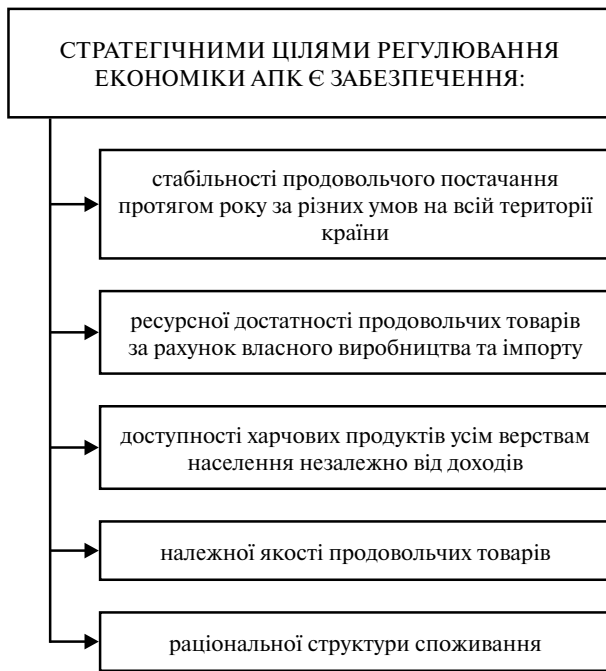 СТРАТЕГІЧНИМИ ЦІЛЯМИ РЕГУЛЮВАННЯ
ЕКОНОМІКИ АПК Є ЗАБЕЗПЕЧЕННЯ:
стабільності продовольчого постачання
протягом року за різних умов на всій території
країни
ресурсної достатності продовольчих товарів
за рахунок власного виробництва та імпорту
доступності харчових продуктів усім верствам
населення незалежно від доходів
належної якості продовольчих товарів
раціональної структури споживання